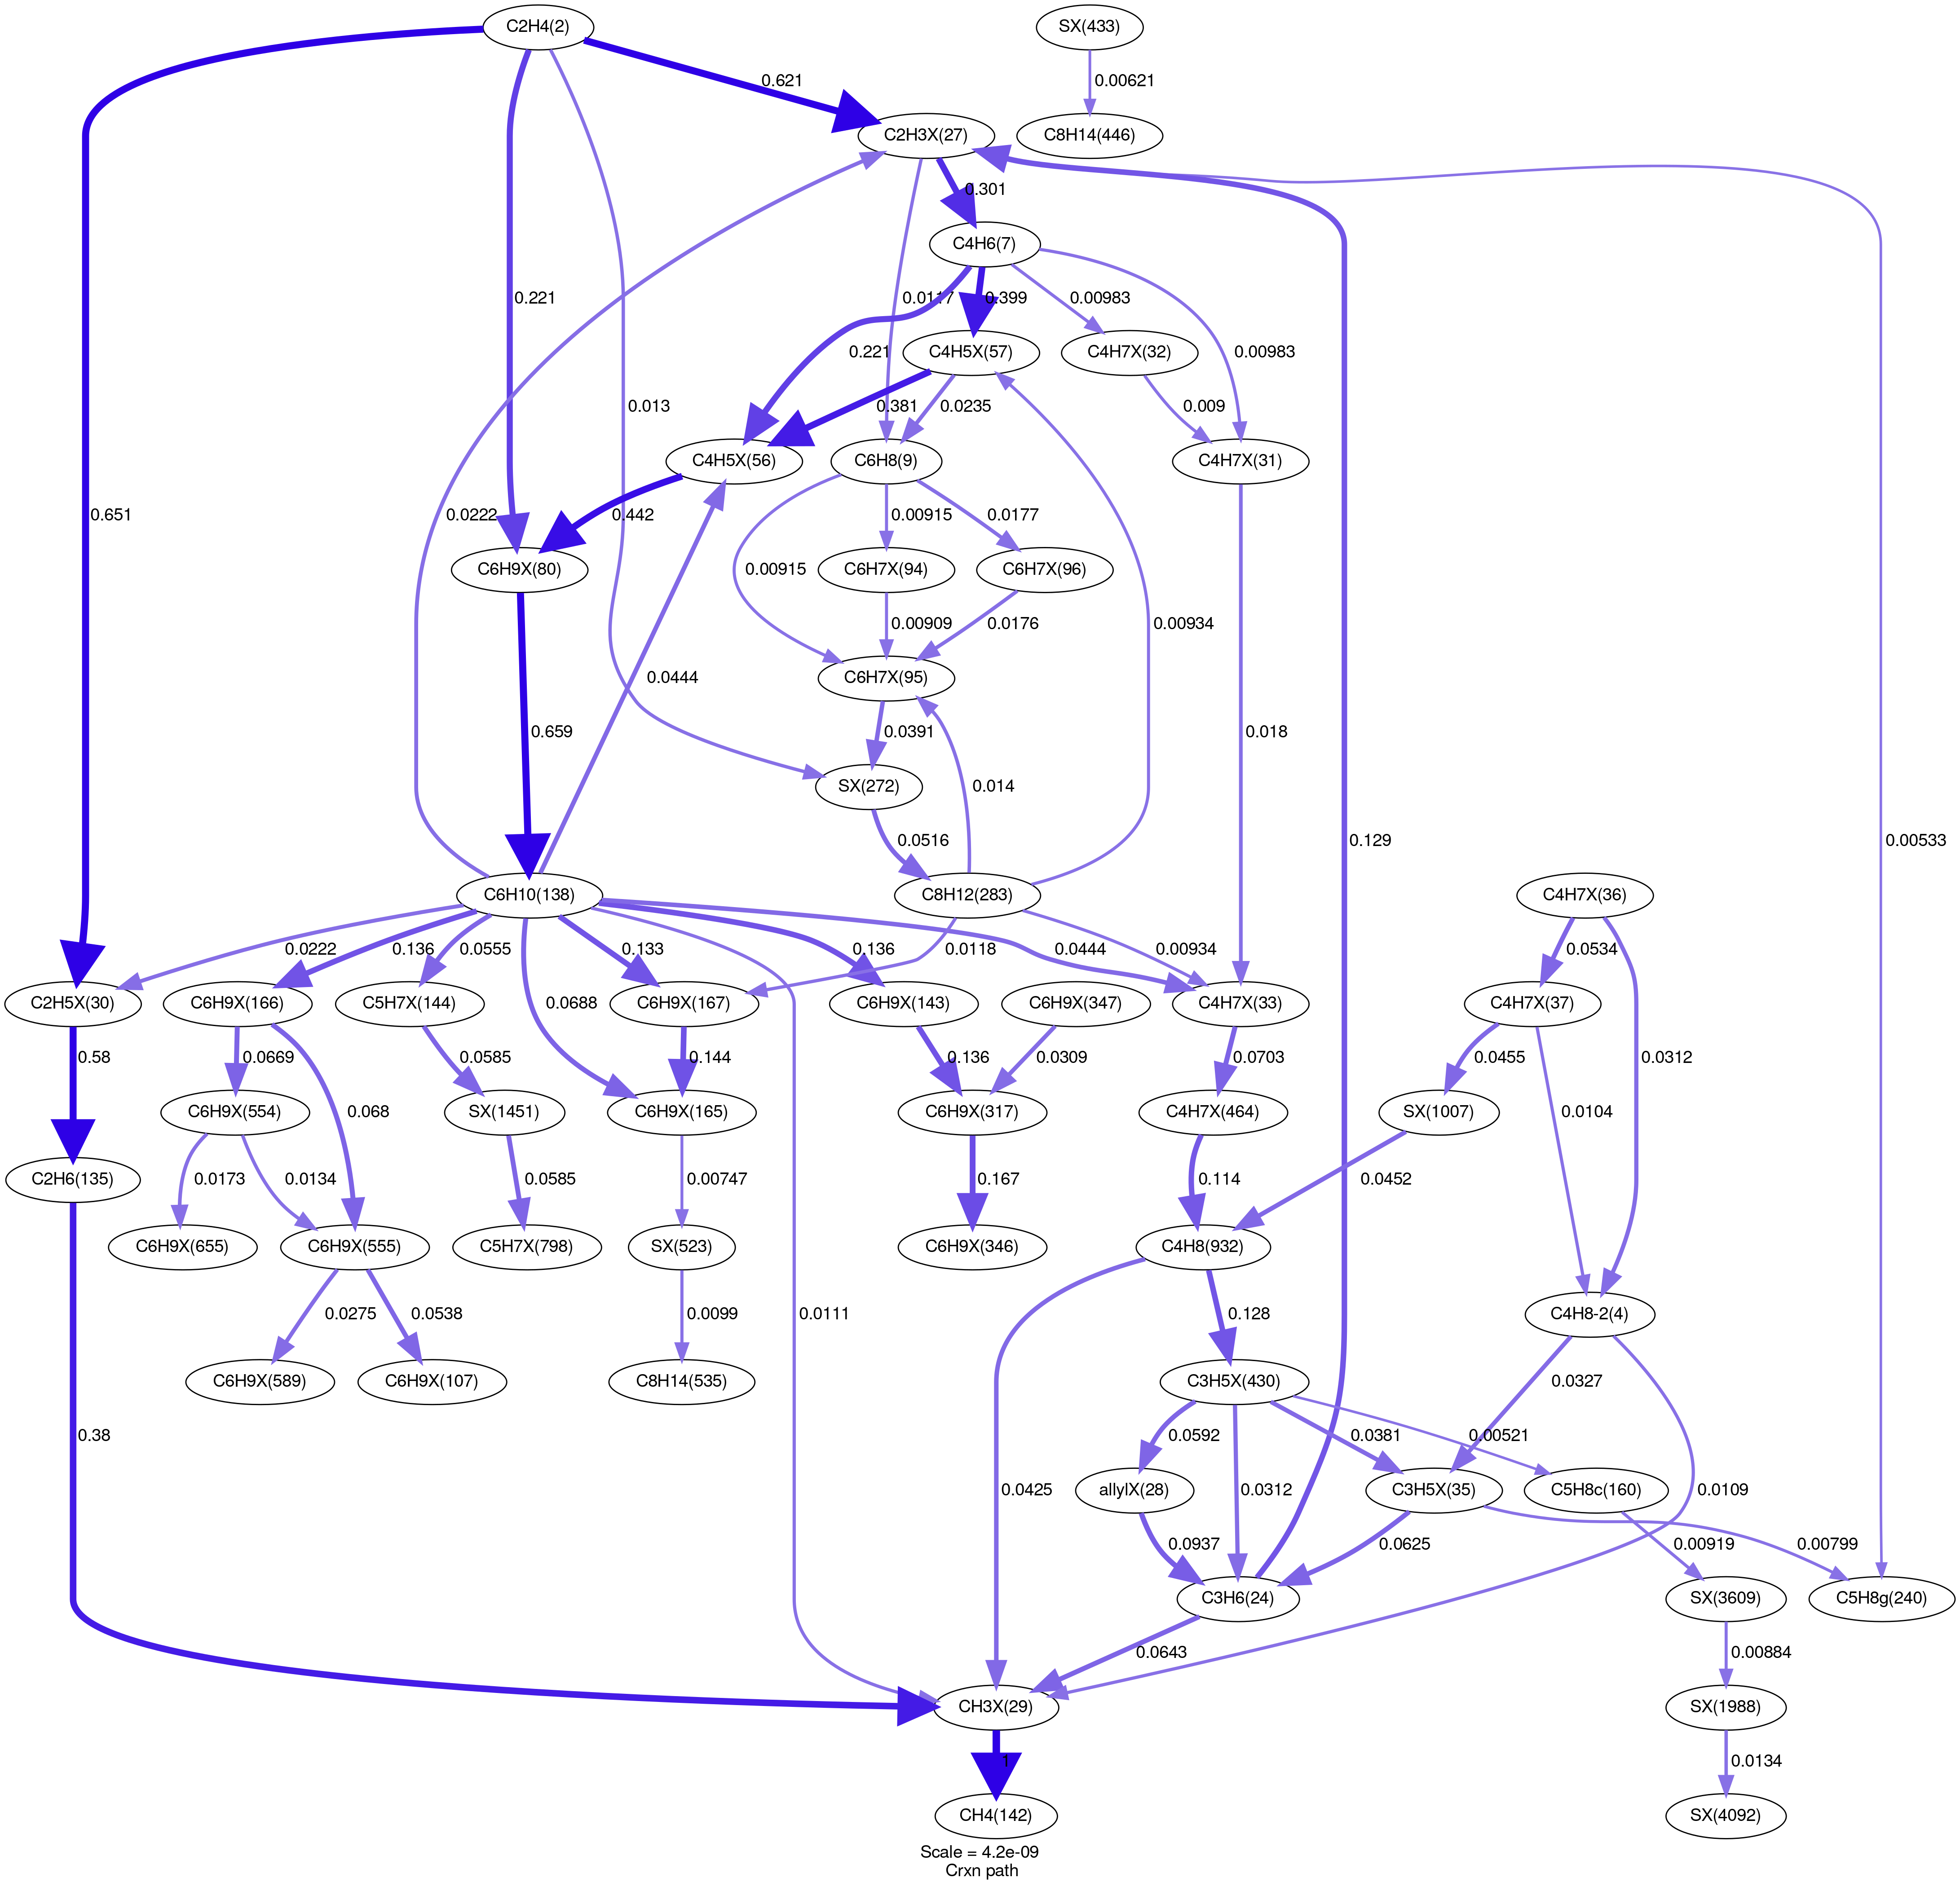 C2H4(2)
SX(433)
0.621
0.00621
C2H3X(27)
C8H14(446)
0.301
C4H6(7)
0.651
0.221
0.0117
0.399
0.00983
0.00983
0.221
C4H5X(57)
C4H7X(32)
0.013
0.381
0.0235
0.009
C4H5X(56)
C6H8(9)
C4H7X(31)
0.0222
0.442
0.00915
0.0177
C6H9X(80)
0.00915
C6H7X(94)
C6H7X(96)
0.00909
0.0176
0.00934
0.0444
C6H7X(95)
0.659
0.0391
0.018
SX(272)
0.014
0.0516
0.129
0.00533
C6H10(138)
C8H12(283)
C4H7X(36)
0.0222
0.136
0.0555
0.133
0.136
0.0118
0.0444
0.00934
0.0534
C2H5X(30)
C6H9X(166)
C5H7X(144)
0.0688
C6H9X(167)
C6H9X(143)
C6H9X(347)
C4H7X(33)
C4H7X(37)
0.58
0.0669
0.0585
0.144
0.136
0.0309
0.0703
0.0455
0.0312
C6H9X(554)
0.068
SX(1451)
C6H9X(165)
C6H9X(317)
C4H7X(464)
SX(1007)
0.0104
C2H6(135)
0.0173
0.0134
0.0585
0.00747
0.167
0.114
0.0452
C6H9X(655)
C6H9X(555)
C5H7X(798)
SX(523)
C6H9X(346)
C4H8(932)
0.0275
0.0538
0.0099
0.0111
0.128
C4H8-2(4)
C6H9X(589)
C6H9X(107)
C8H14(535)
C3H5X(430)
0.0327
0.38
0.0592
0.0381
0.00521
0.0425
allylX(28)
0.0312
C3H5X(35)
C5H8c(160)
0.0109
0.0937
0.0625
0.00919
0.00799
C3H6(24)
SX(3609)
C5H8g(240)
0.0643
0.00884
CH3X(29)
SX(1988)
1
0.0134
CH4(142)
SX(4092)
Scale = 4.2e-09
Crxn path